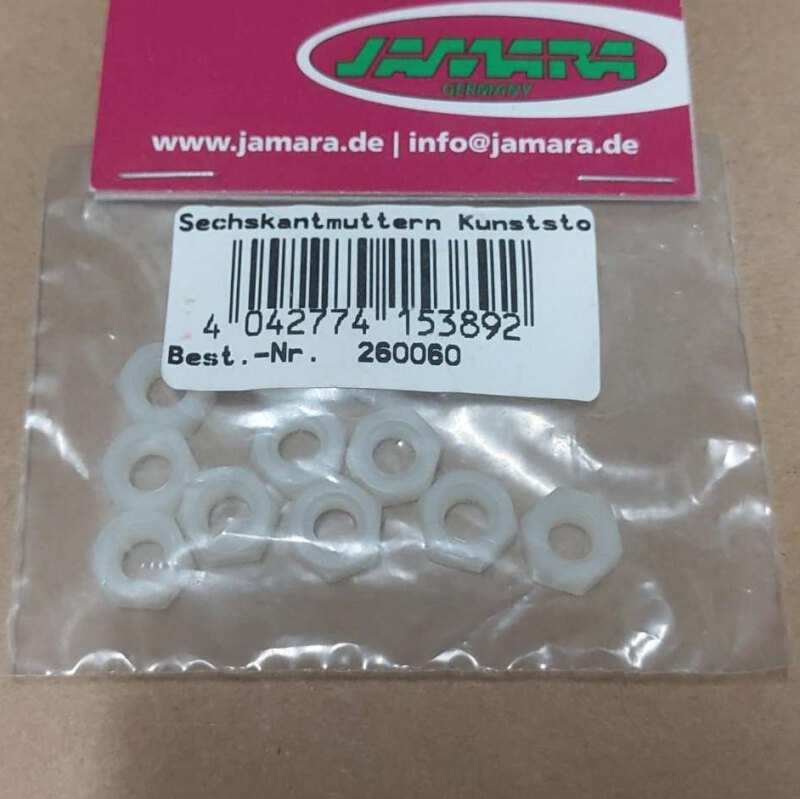 JAMARA
GERMANY
www.jamara.de | info@jamara.de
Sechskantmuttern Kunststo
4 042774 153892
Best.-Nr. 260060